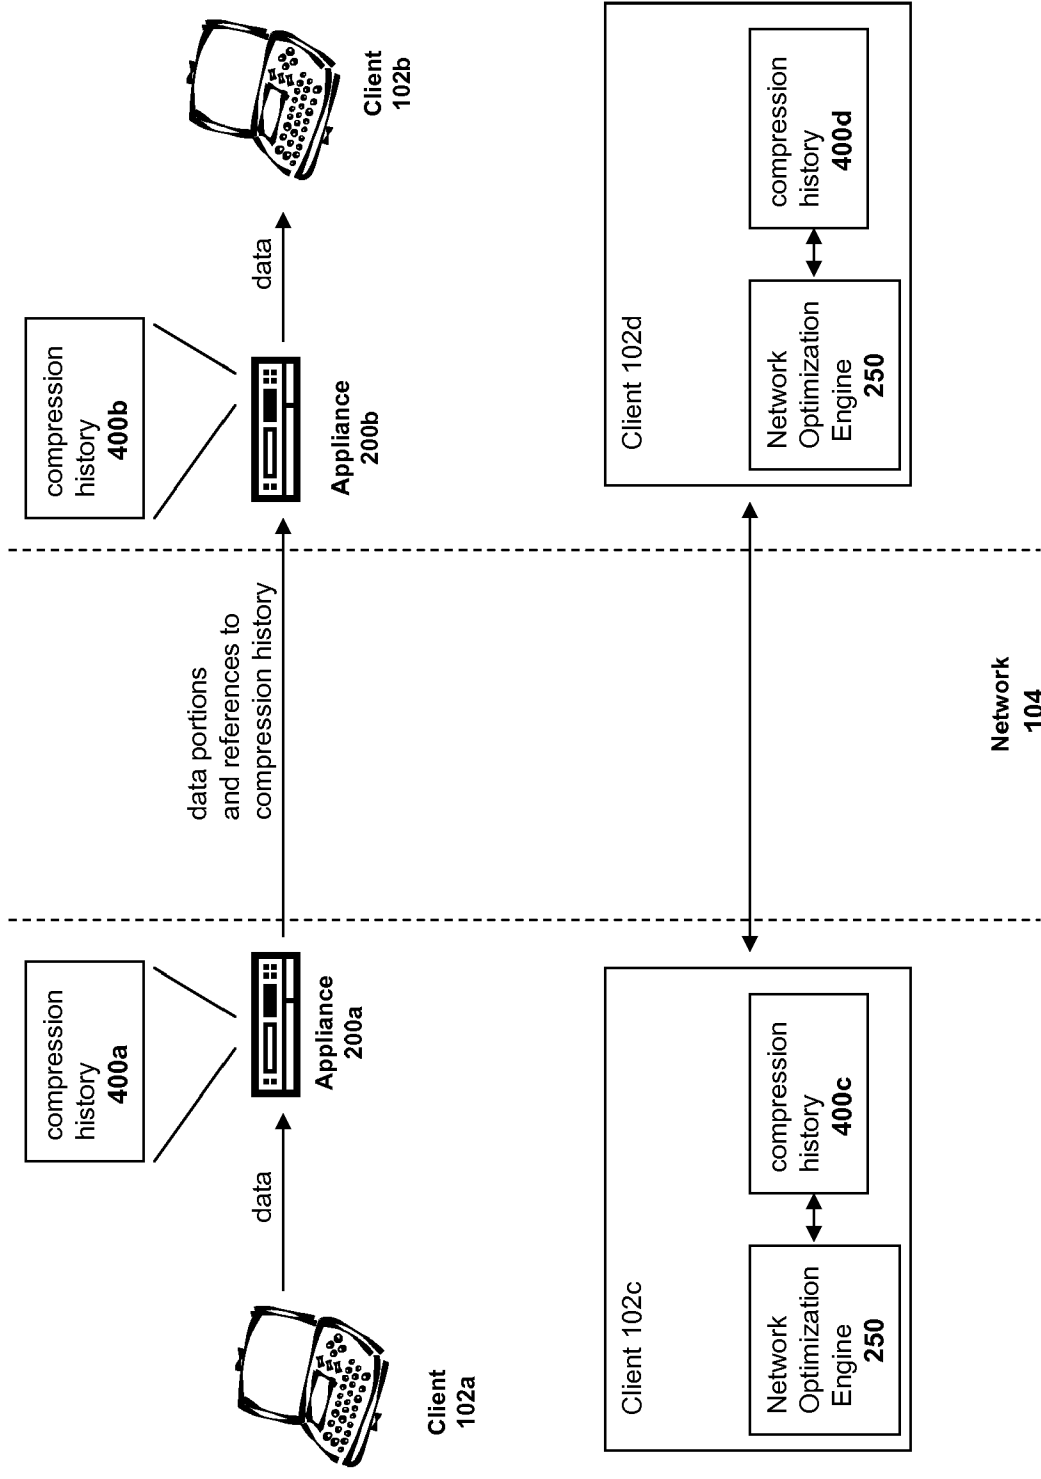 compression
history
400a
compression
history
400b
data
data portions
and references to
compression history
data
Client
102a
Appliance
200a
Appliance
200b
Client
102b
Client 102c
Network
Optimization
Engine
250
compression
history
400c
Client 102d
Network
Optimization
Engine
250
compression
history
400d
Network
104